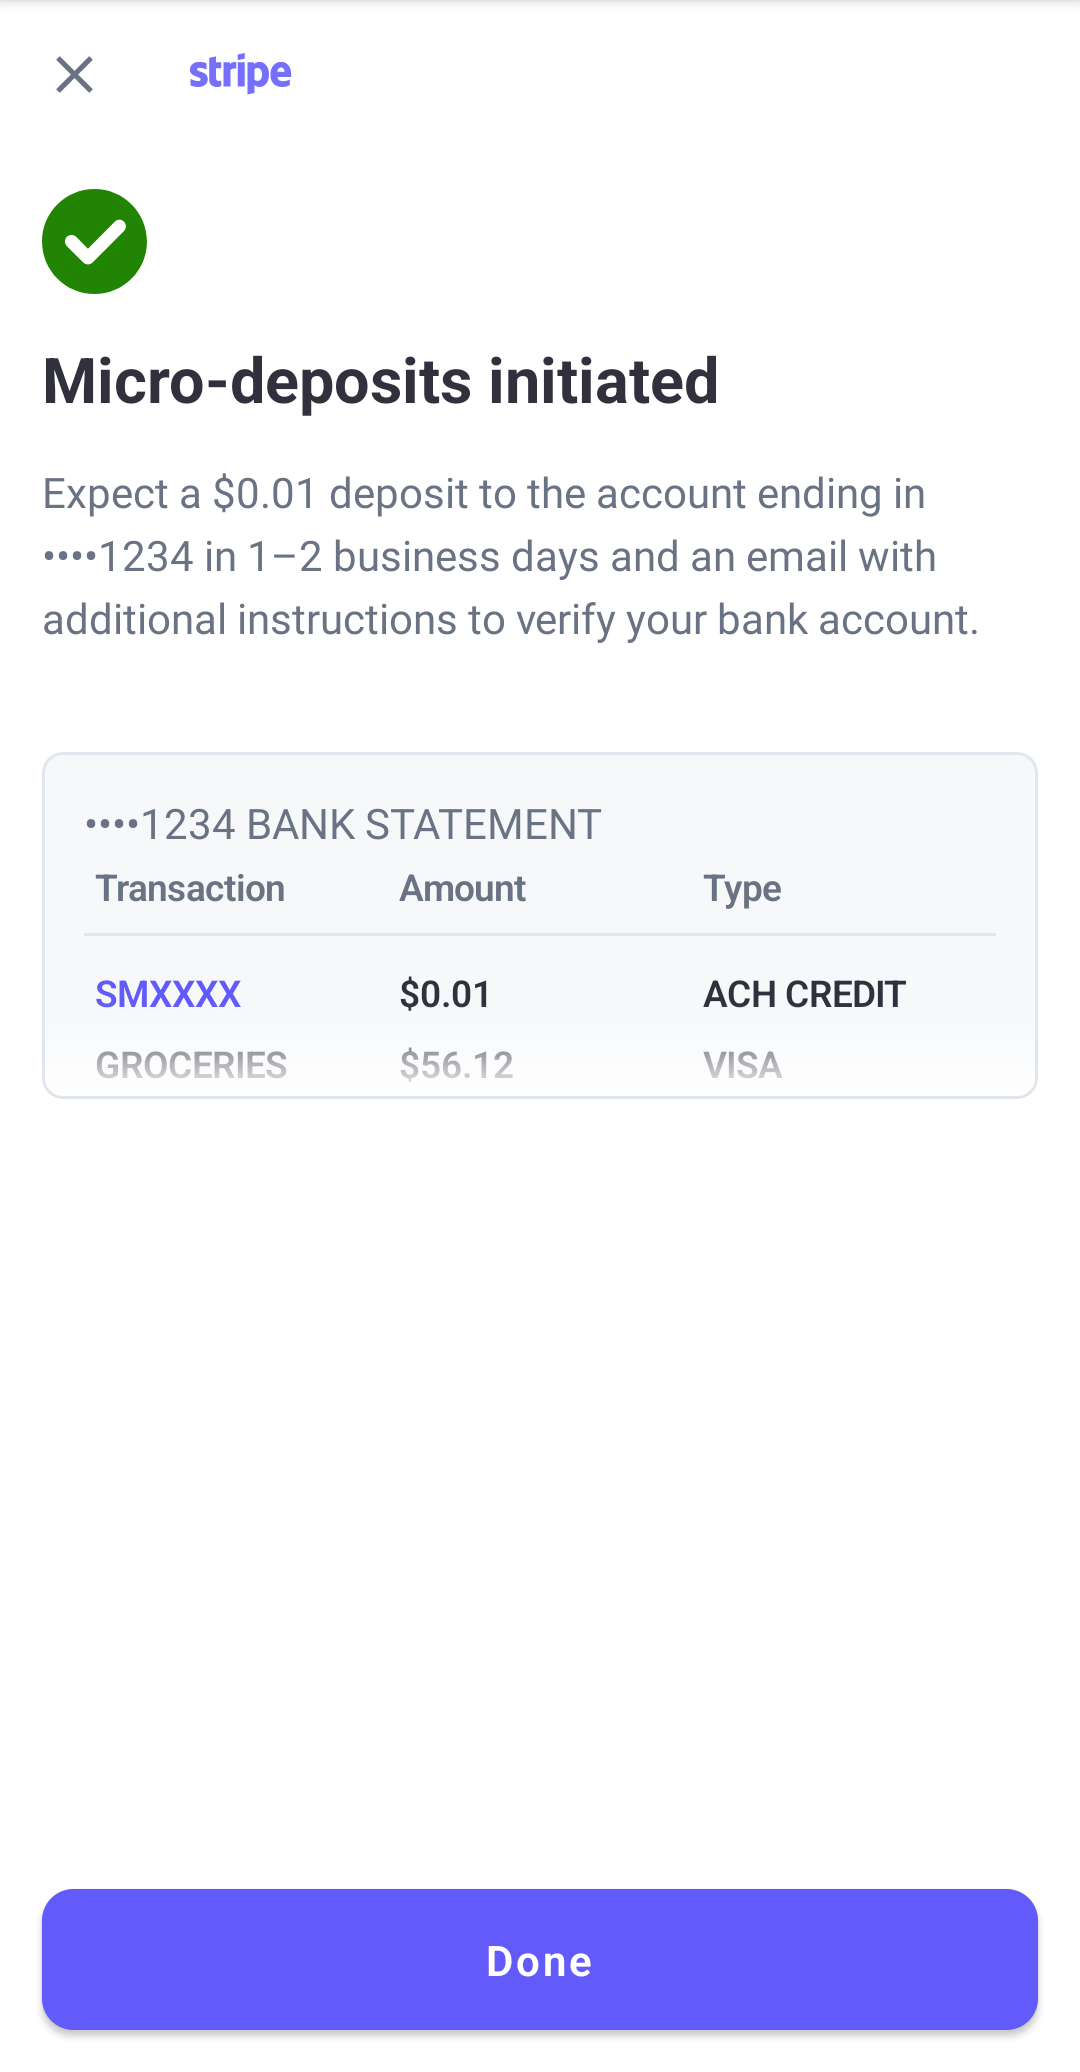 stripe
Micro-deposits initiated
Expect a $0.01 deposit to the account ending in
••••1234 in 1–2 business days and an email with
additional instructions to verify your bank account.
••••1234 BANK STATEMENT
Transaction Amount Type
SMXXXX $0.01 ACH CREDIT
GROCERIES $56.12 VISA
Done